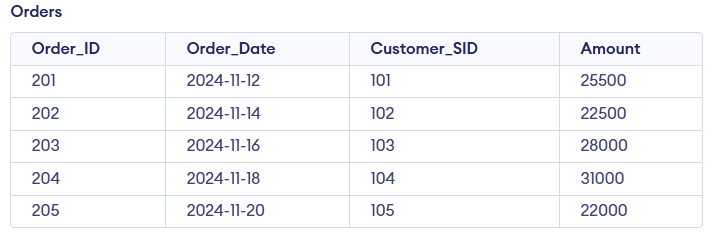 Orders
Order_ID Order_Date Customer_SID Amount
201 2024-11-12 101 25500
202 2024-11-14 102 22500
203 2024-11-16 103 28000
204 2024-11-18 104 31000
205 2024-11-20 105 22000